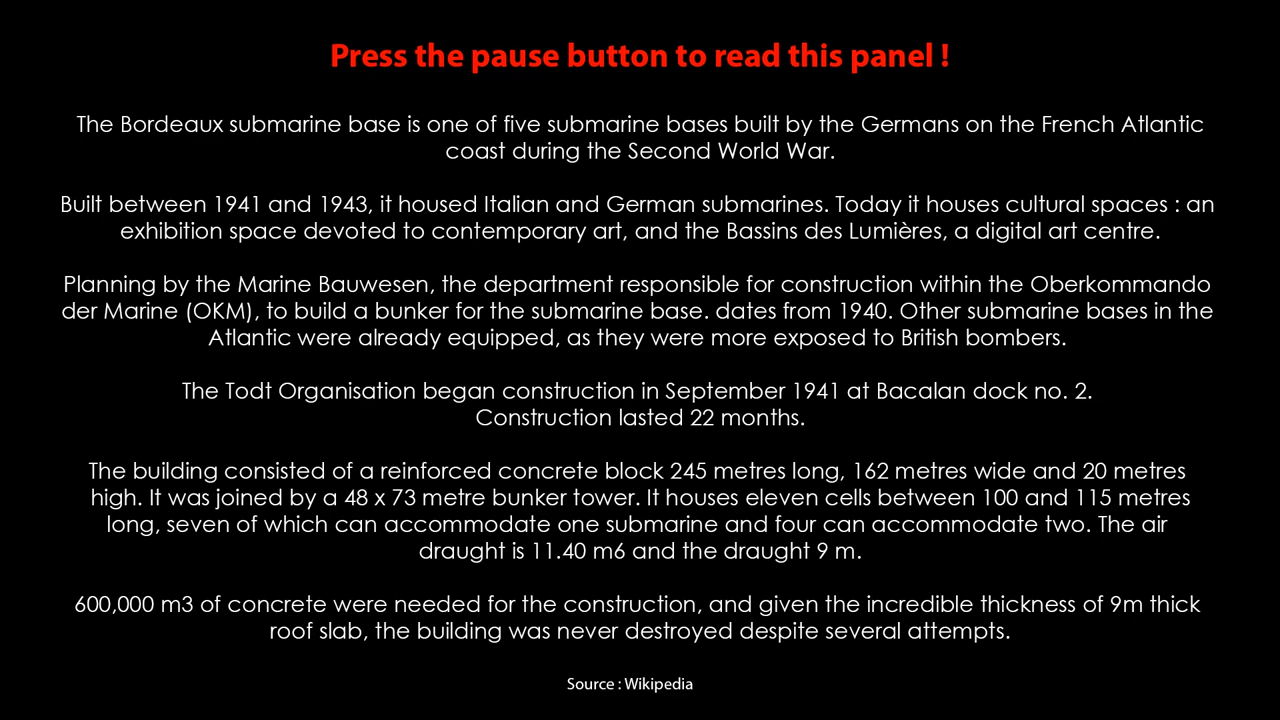 Press the pause button to read this panel !
The Bordeaux submarine base is one of five submarine bases built by the Germans on the French Atlantic
coast during the Second World War.
Built between 1941 and 1943, it housed Italian and German submarines. Today it houses cultural spaces : an
exhibition space devoted to contemporary art, and the Bassins des Lumières, a digital art centre.
Planning by the Marine Bauwesen, the department responsible for construction within the Oberkommando
der Marine (OKM), to build a bunker for the submarine base. dates from 1940. Other submarine bases in the
Atlantic were already equipped, as they were more exposed to British bombers.
The Todt Organisation began construction in September 1941 at Bacalan dock no. 2.
Construction lasted 22 months.
The building consisted of a reinforced concrete block 245 metres long, 162 metres wide and 20 metres
high. It was joined by a 48 x 73 metre bunker tower. It houses eleven cells between 100 and 115 metres
long, seven of which can accommodate one submarine and four can accommodate two. The air
draught is 11.40 m6 and the draught 9 m.
600,000 m3 of concrete were needed for the construction, and given the incredible thickness of 9m thick
roof slab, the building was never destroyed despite several attempts.
Source : Wikipedia